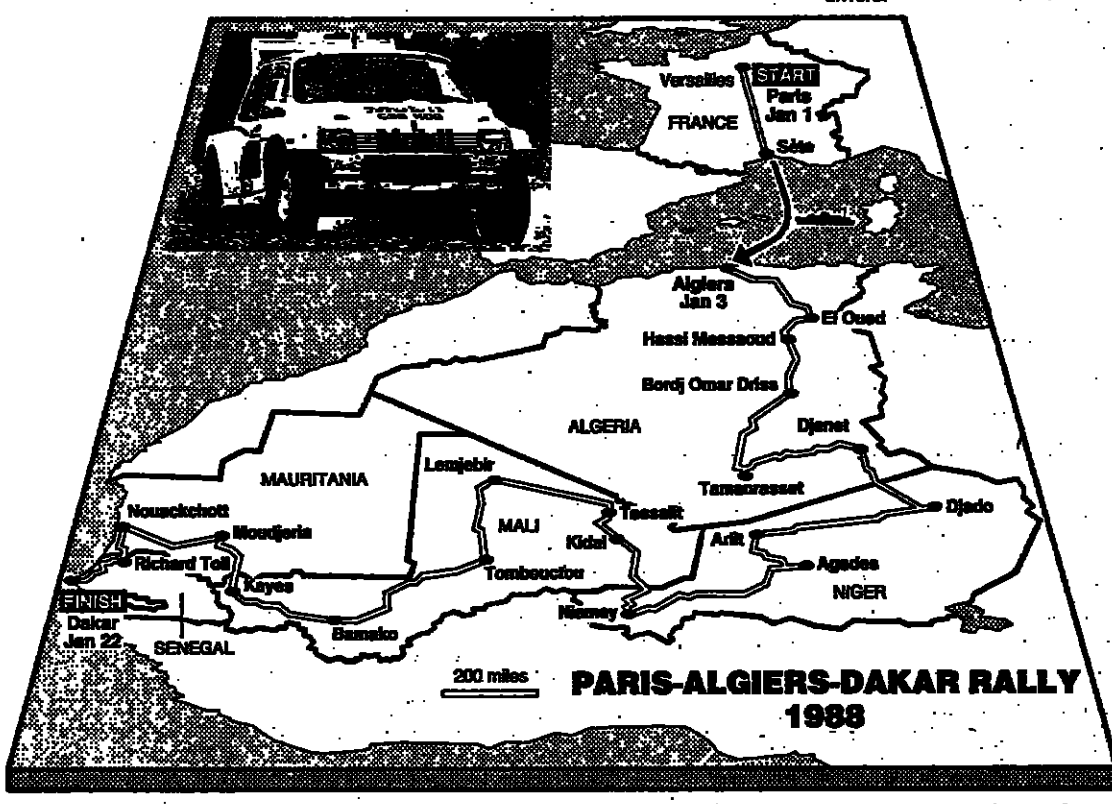 Versailles
START
Paris
Jan 1
FRANCE
Sète
Algiers
Jan 3
El Oued
Hassi Messaoud
Bordj Omar Driss
ALGERIA
Djanet
Tamanrasset
MAURITANIA
Lemjebir
Nouackchott
Moudjeria
MALI
Tessalit
Djado
Kidal
Arlit
Richard Toll
Kayes
Tombouctou
Agades
NIGER
FINISH
Dakar
Jan 22
SENEGAL
Bamako
Niamey
200 miles
PARIS-ALGIERS-DAKAR RALLY
1988